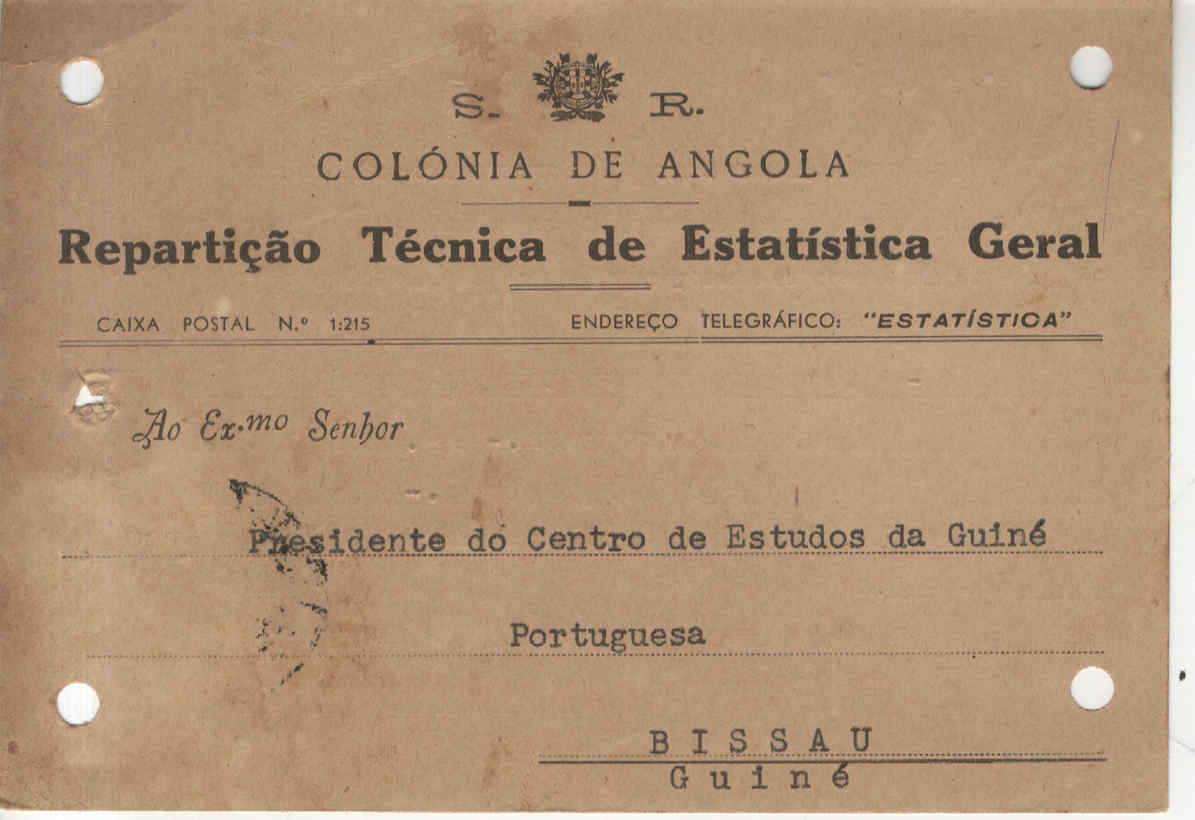 S. R.
COLÓNIA DE ANGOLA
Repartição Técnica de Estatística Geral
CAIXA POSTAL N.º 1:215 ENDEREÇO TELEGRÁFICO: "ESTATÍSTICA"
Ao Ex.mo Senhor
Presidente do Centro de Estudos da Guiné
Portuguesa
BISSAU
Guiné